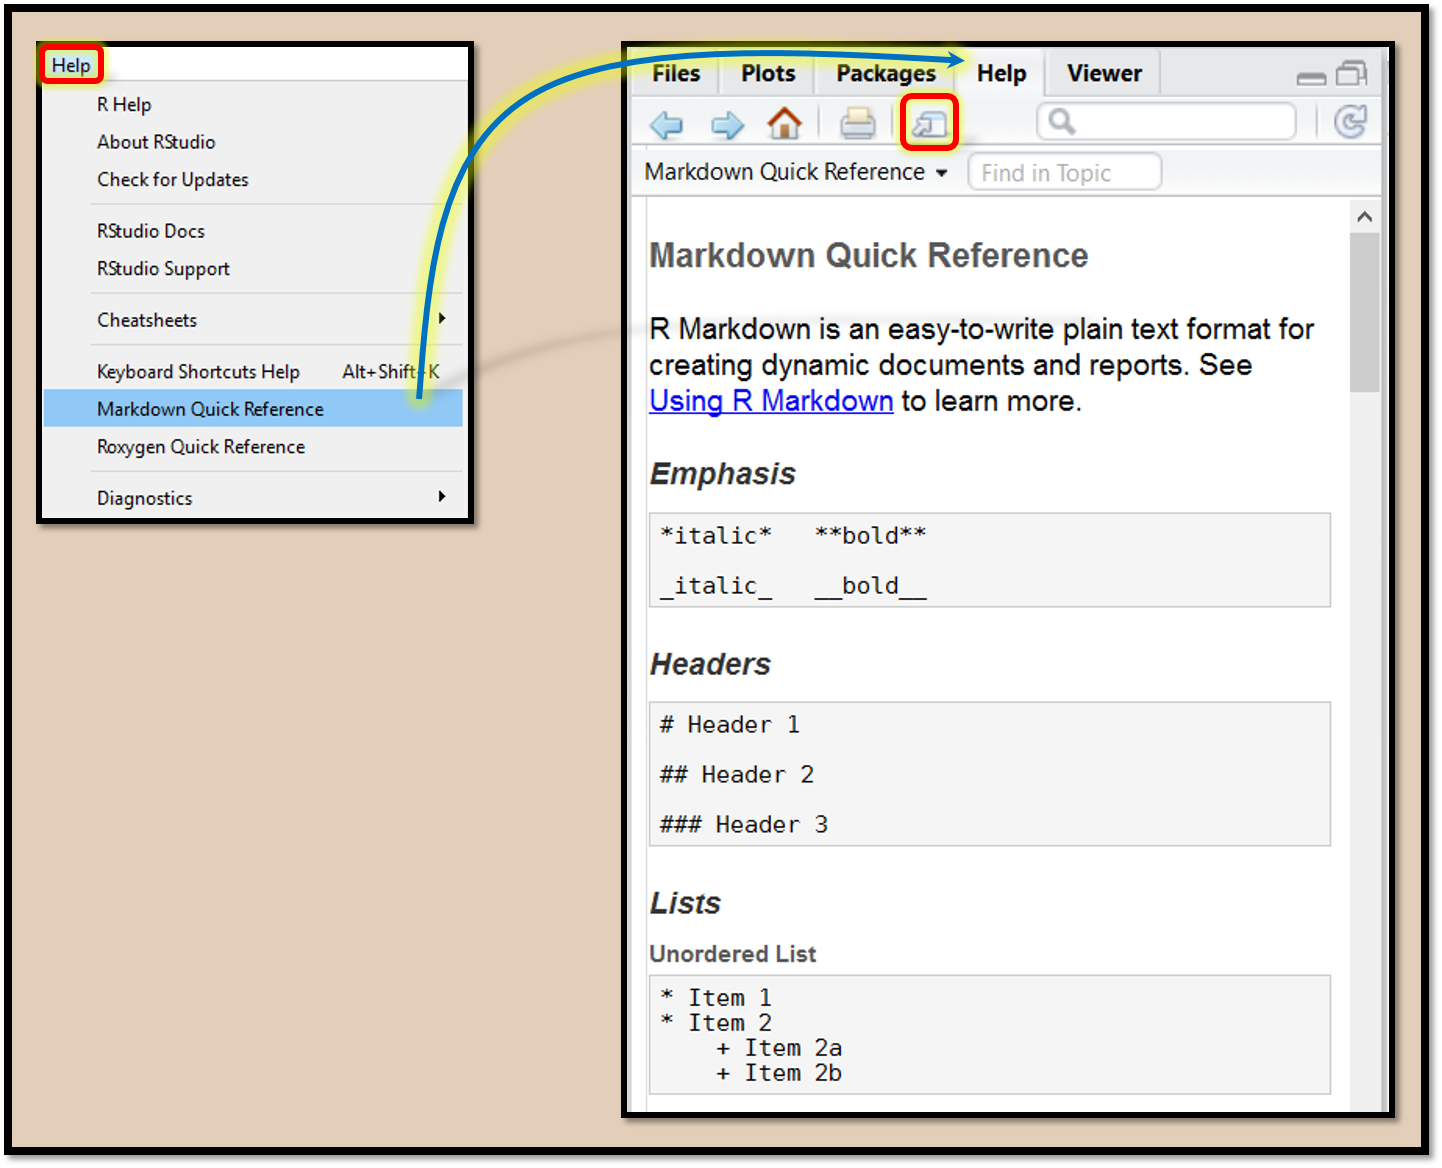 Help
R Help
About RStudio
Check for Updates
RStudio Docs
RStudio Support
Cheatsheets
Keyboard Shortcuts Help Alt+Shift+K
Markdown Quick Reference
Roxygen Quick Reference
Diagnostics
Files Plots Packages Help Viewer
Markdown Quick Reference Find in Topic
Markdown Quick Reference
R Markdown is an easy-to-write plain text format for
creating dynamic documents and reports. See
Using R Markdown to learn more.
Emphasis
*italic* **bold**
_italic_ __bold__
Headers
# Header 1
## Header 2
### Header 3
Lists
Unordered List
* Item 1
* Item 2
+ Item 2a
+ Item 2b